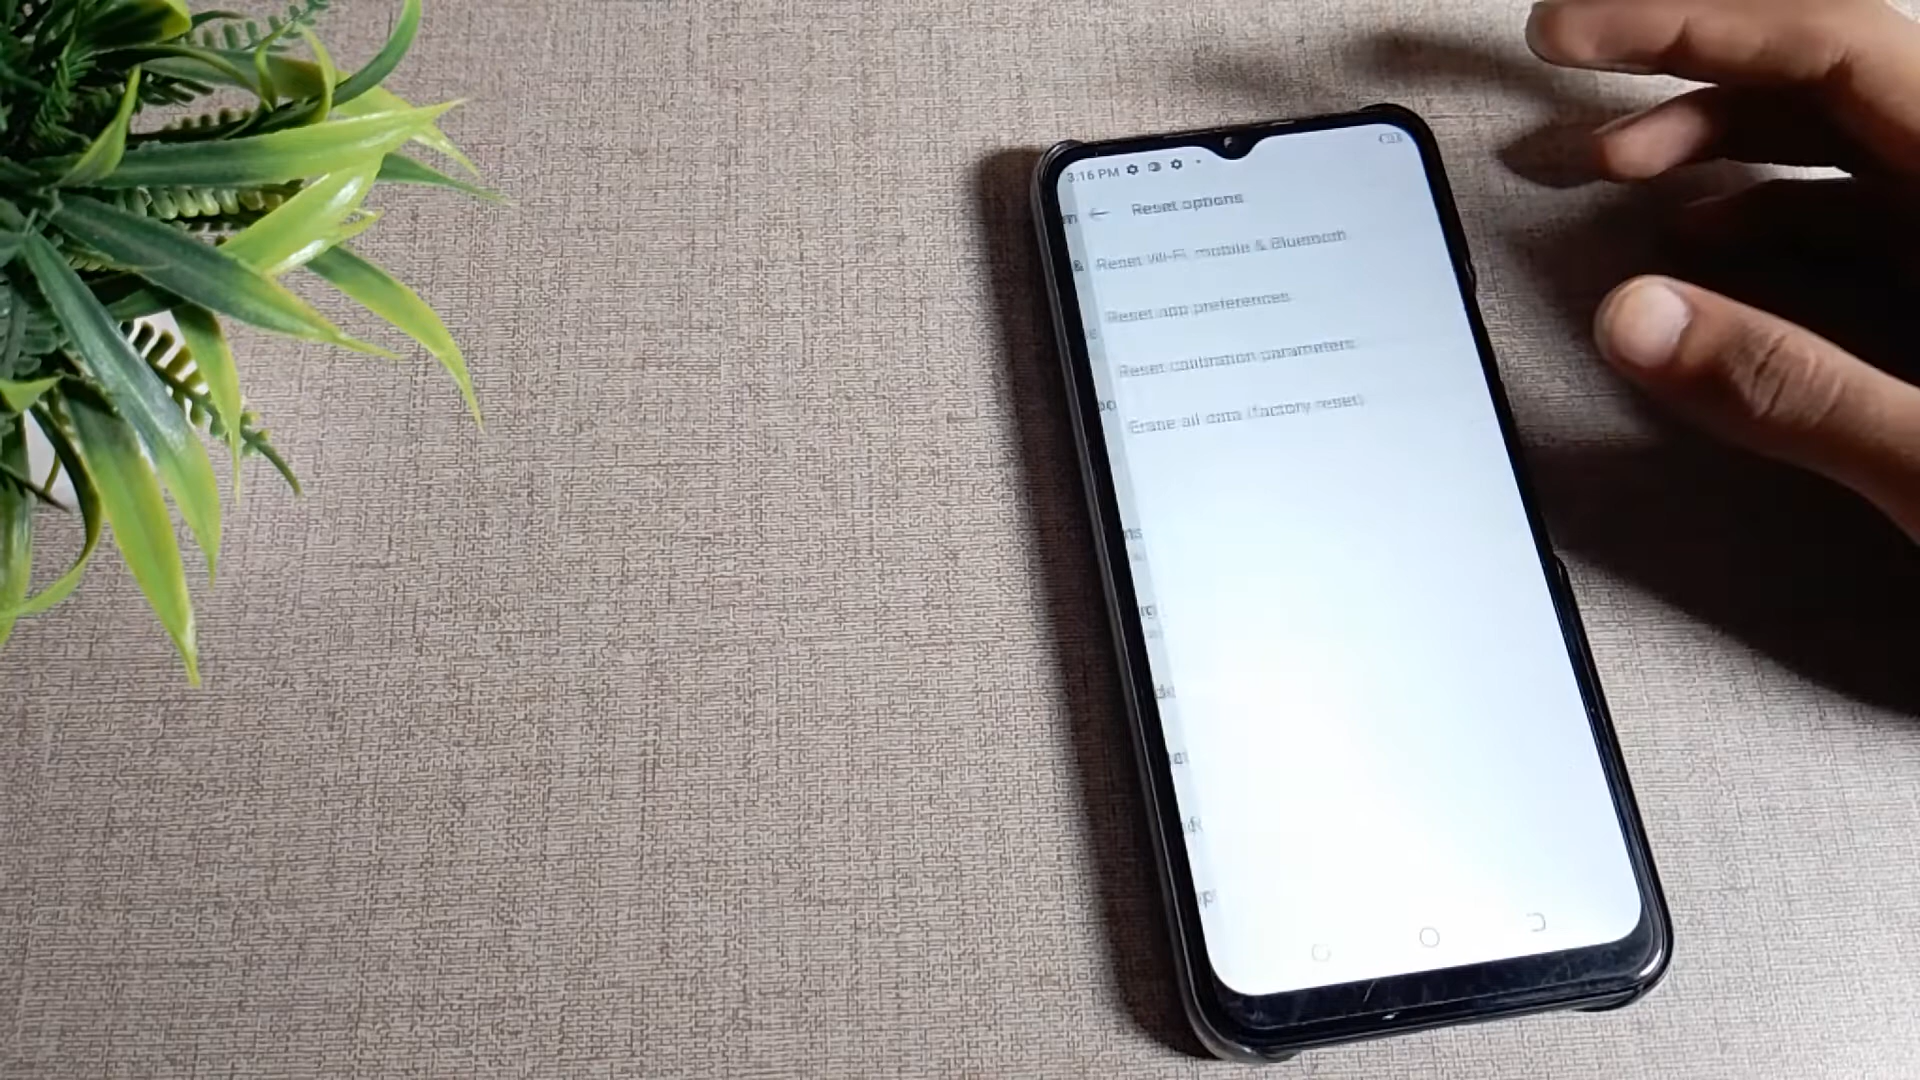 3:16 PM
Reset options
Reset Wi-Fi, mobile & Bluetooth
Reset app preferences
Reset calibration parameters
Erase all data (factory reset)